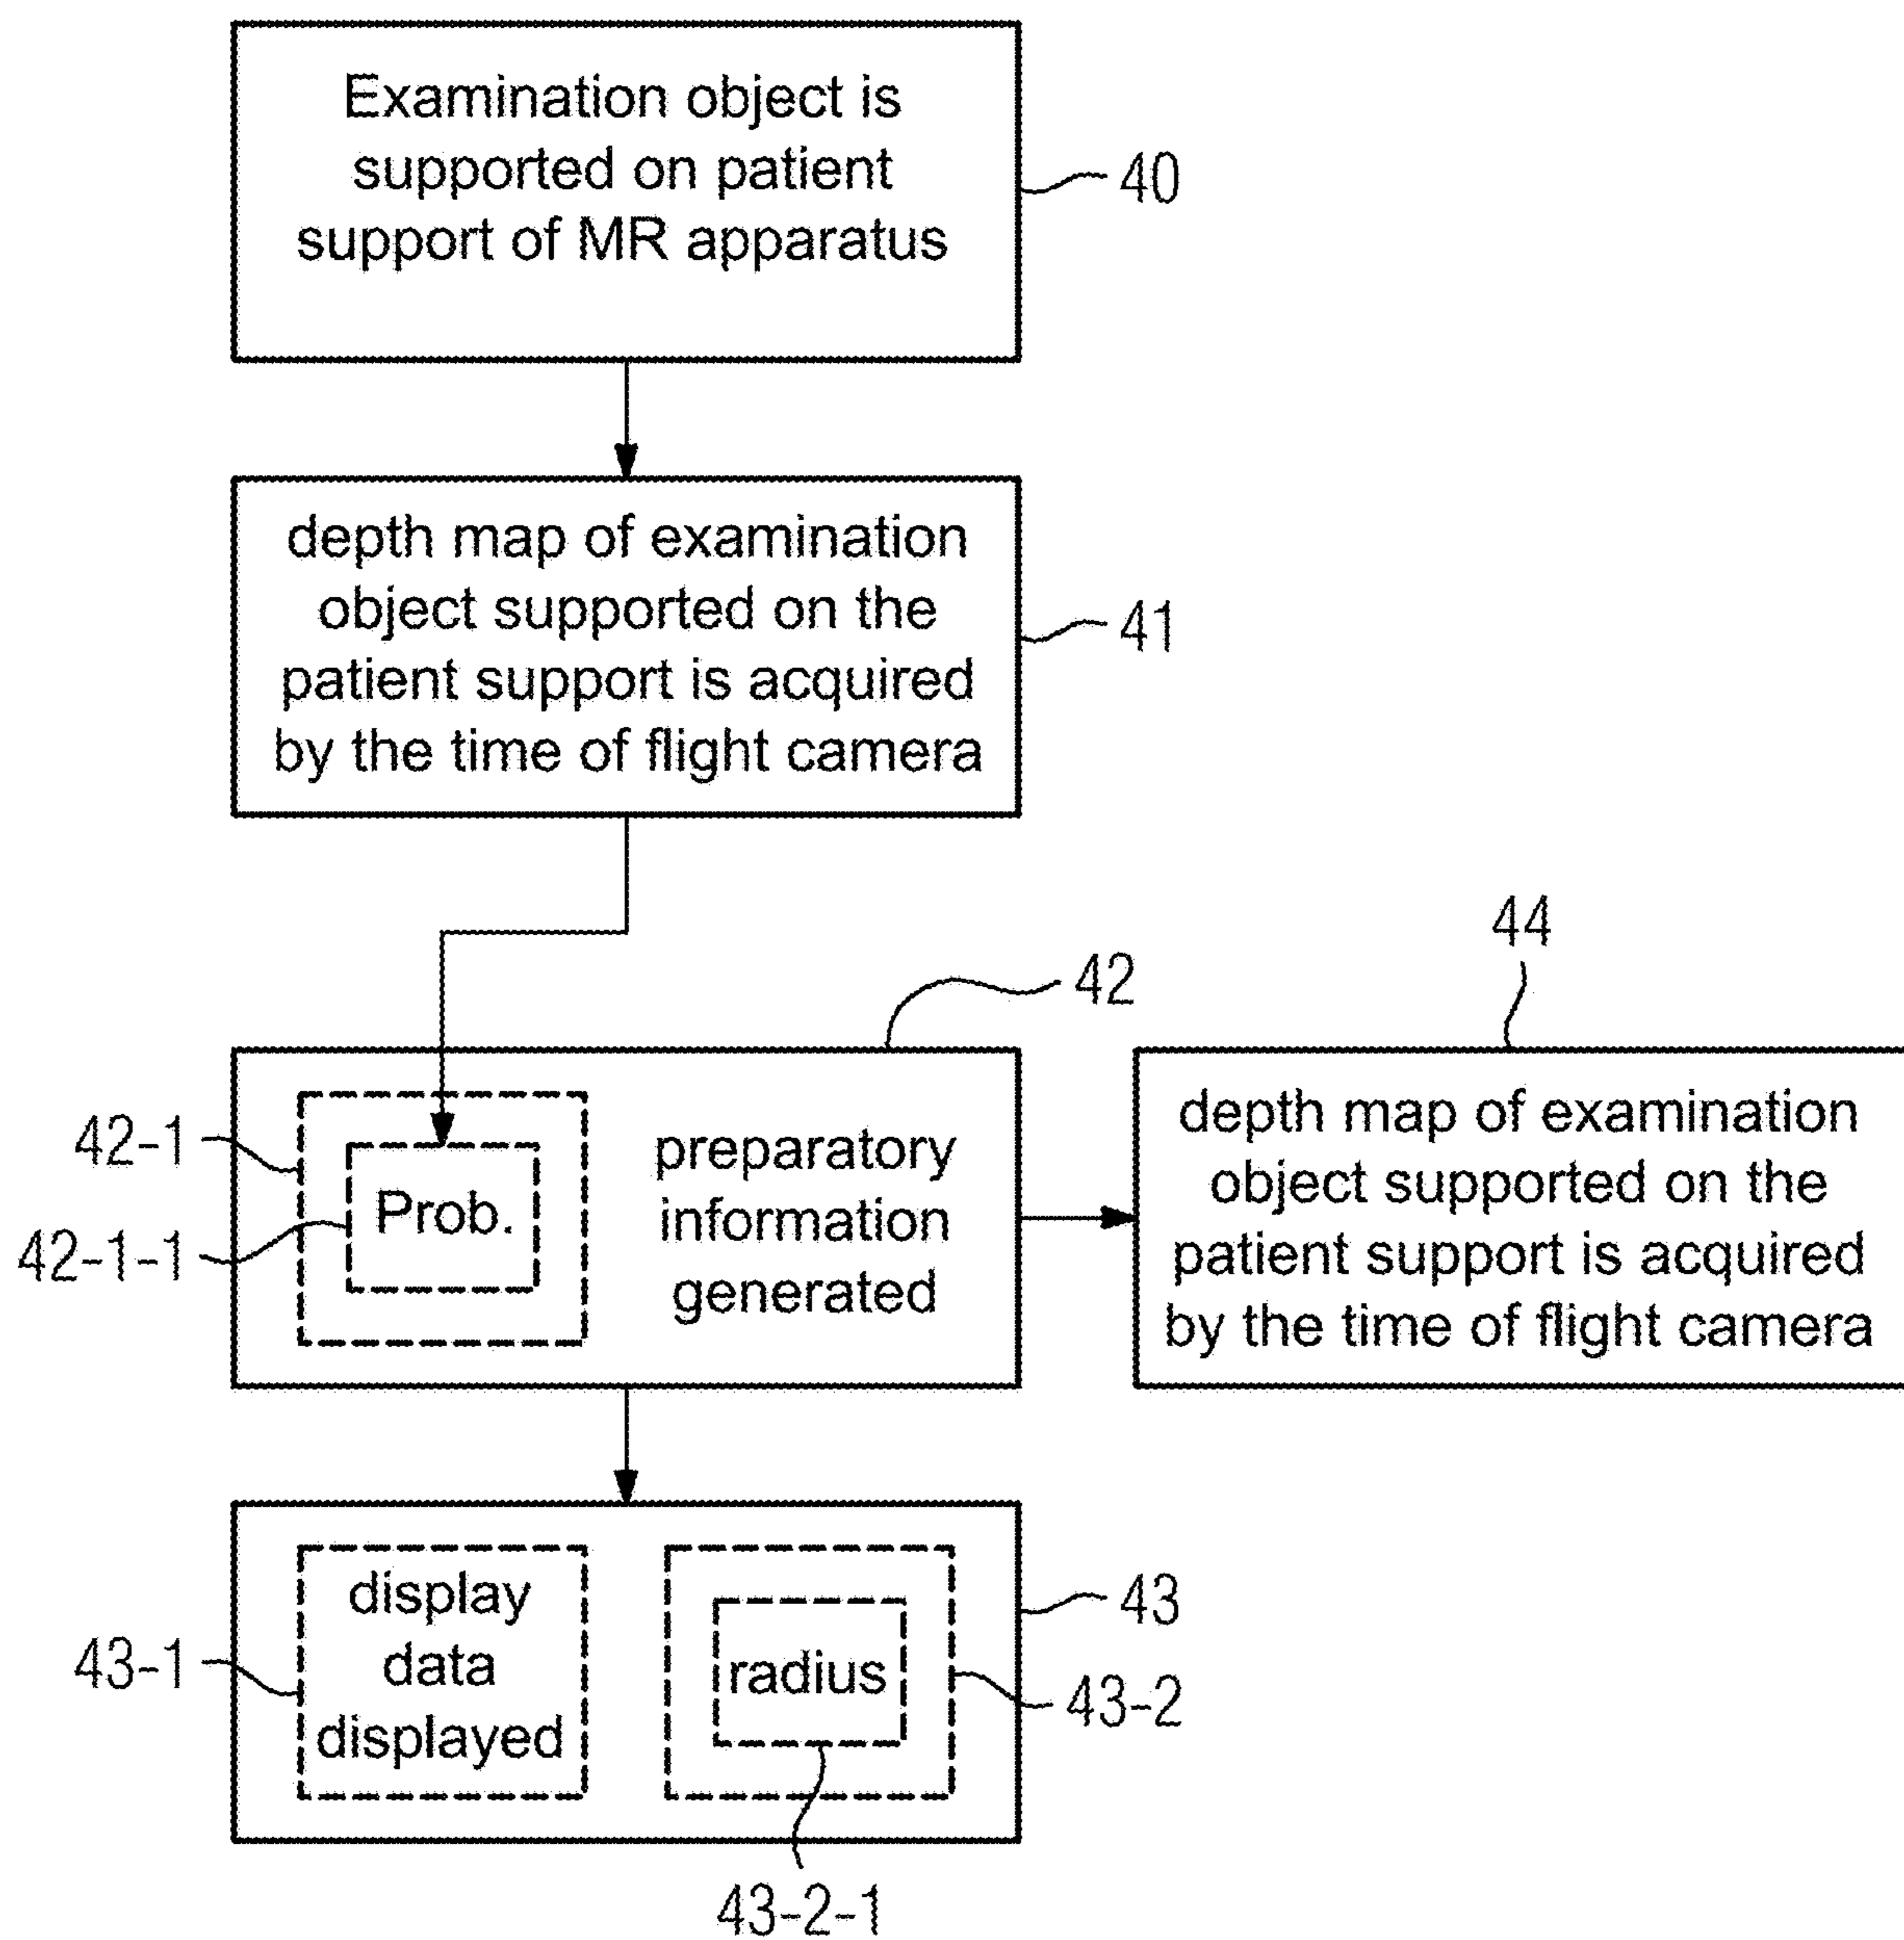 Examination object is
supported on patient
support of MR apparatus
40
depth map of examination
object supported on the
patient support is acquired
by the time of flight camera
41
42
44
42-1
42-1-1
Prob.
preparatory
information
generated
depth map of examination
object supported on the
patient support is acquired
by the time of flight camera
43-1
display
data
displayed
radius
43
43-2
43-2-1